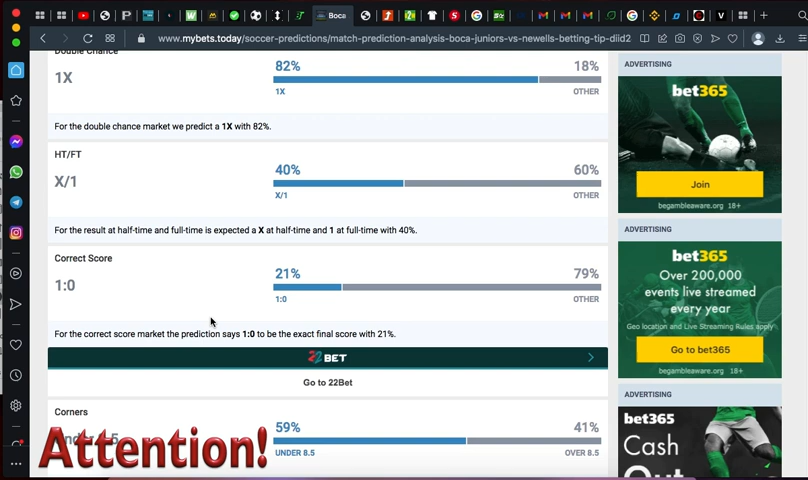 Boca
www.mybets.today/soccer-predictions/match-prediction-analysis-boca-juniors-vs-newells-betting-tip-diid2
Double Chance
82%
18%
1X
1X
OTHER
For the double chance market we predict a 1X with 82%.
HT/FT
40%
60%
X/1
X/1
OTHER
For the result at half-time and full-time is expected a X at half-time and 1 at full-time with 40%.
Correct Score
21%
79%
1:0
1:0
OTHER
For the correct score market the prediction says 1:0 to be the exact final score with 21%.
22BET
Go to 22Bet
Corners
59%
41%
UNDER 8.5
OVER 8.5
Attention!
ADVERTISING
bet365
Join
begambleaware.org 18+
ADVERTISING
bet365
Over 200,000
events live streamed
every year
Geo location and Live Streaming Rules apply
Go to bet365
begambleaware.org 18+
ADVERTISING
bet365
Cash
Out